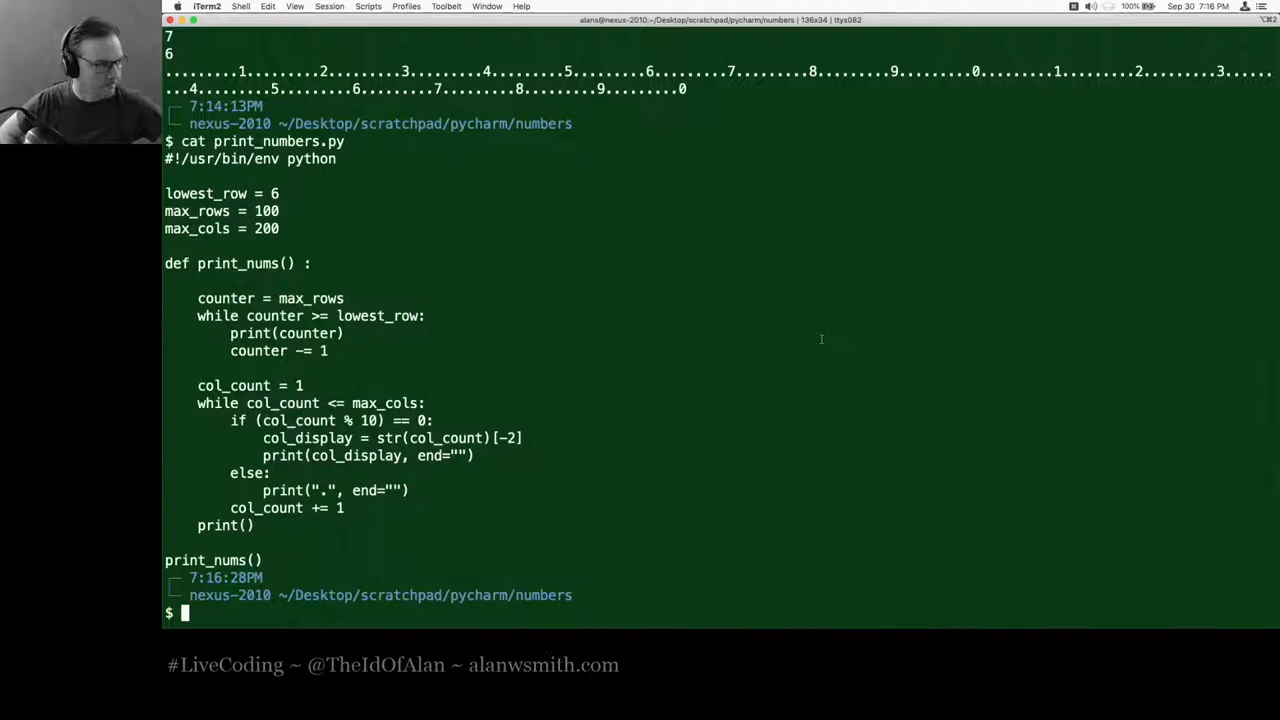 iTerm2 Shell Edit View Session Scripts Profiles Toolbelt Window Help 100% Sep 30 7:16 PM
alans@nexus-2010:~/Desktop/scratchpad/pycharm/numbers | 136x34 | ttys082 ⌥⌘2
7
6
.........1.........2.........3.........4.........5.........6.........7.........8.........9.........0.........1.........2.........3......
...4.........5.........6.........7.........8.........9.........0
7:14:13PM
nexus-2010 ~/Desktop/scratchpad/pycharm/numbers
$ cat print_numbers.py
#!/usr/bin/env python
lowest_row = 6
max_rows = 100
max_cols = 200
def print_nums() :
counter = max_rows
while counter >= lowest_row:
print(counter)
counter -= 1
col_count = 1
while col_count <= max_cols:
if (col_count % 10) == 0:
col_display = str(col_count)[-2]
print(col_display, end="")
else:
print(".", end="")
col_count += 1
print()
print_nums()
7:16:28PM
nexus-2010 ~/Desktop/scratchpad/pycharm/numbers
$
#LiveCoding ~ @TheIdOfAlan ~ alanwsmith.com